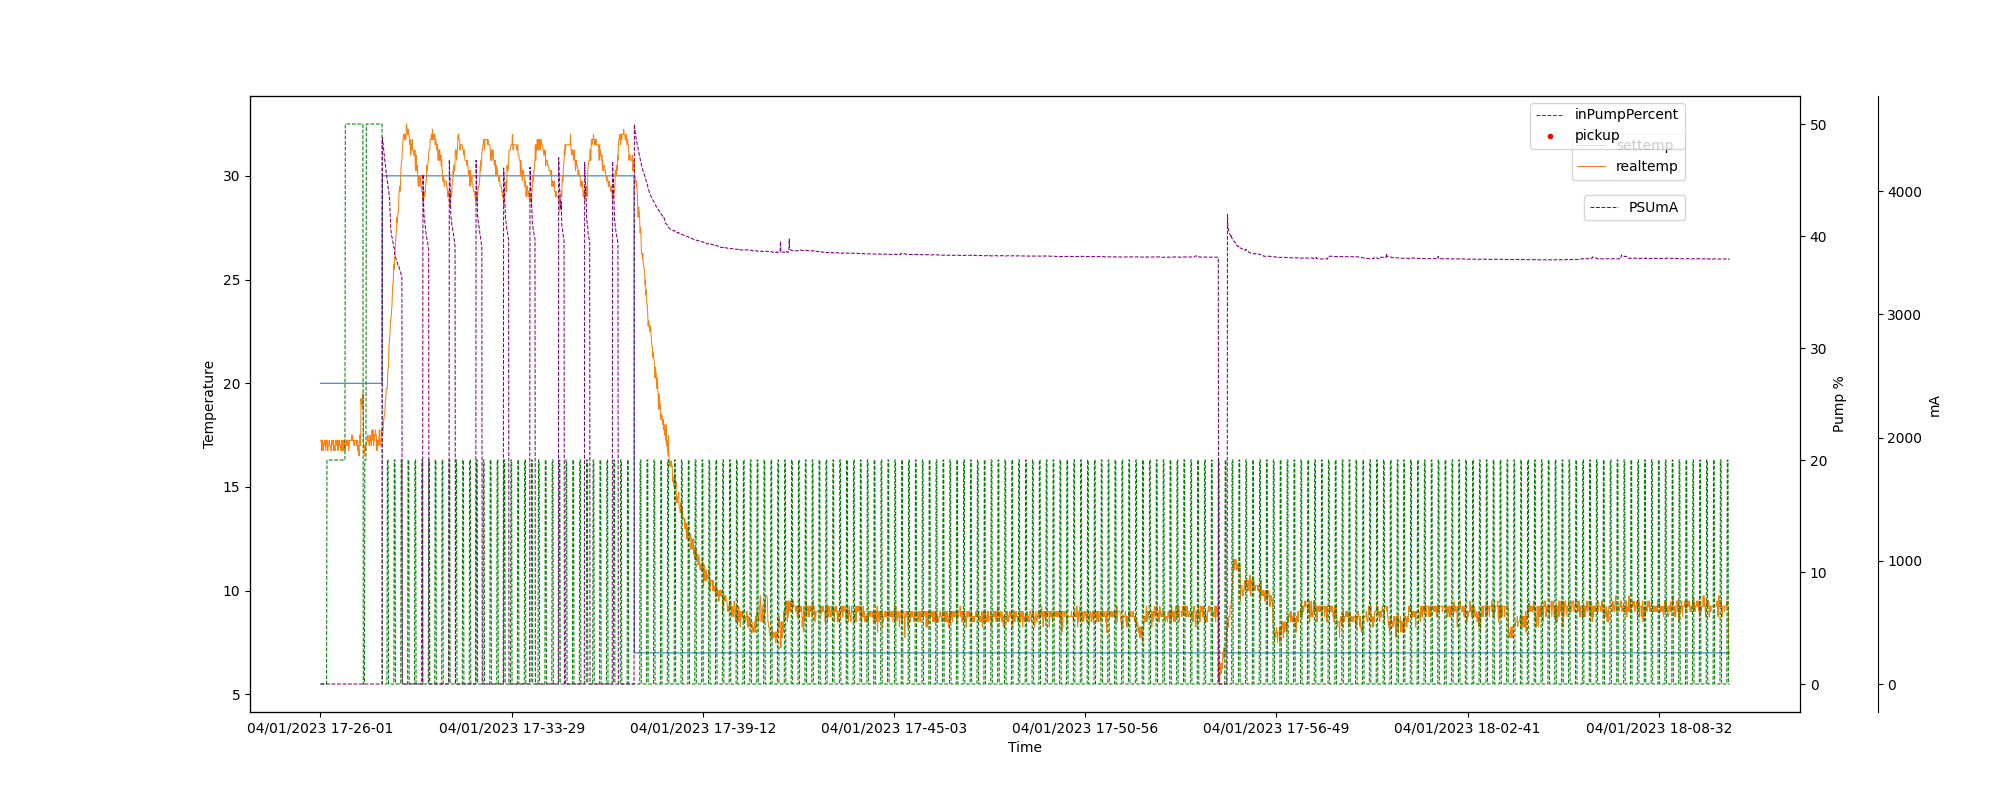 inPumpPercent
pickup
settemp
realtemp
PSUmA
Temperature
30
25
20
15
10
5
50
40
30
20
10
0
Pump %
4000
3000
2000
1000
0
mA
04/01/2023 17-26-01
04/01/2023 17-33-29
04/01/2023 17-39-12
04/01/2023 17-45-03
04/01/2023 17-50-56
04/01/2023 17-56-49
04/01/2023 18-02-41
04/01/2023 18-08-32
Time